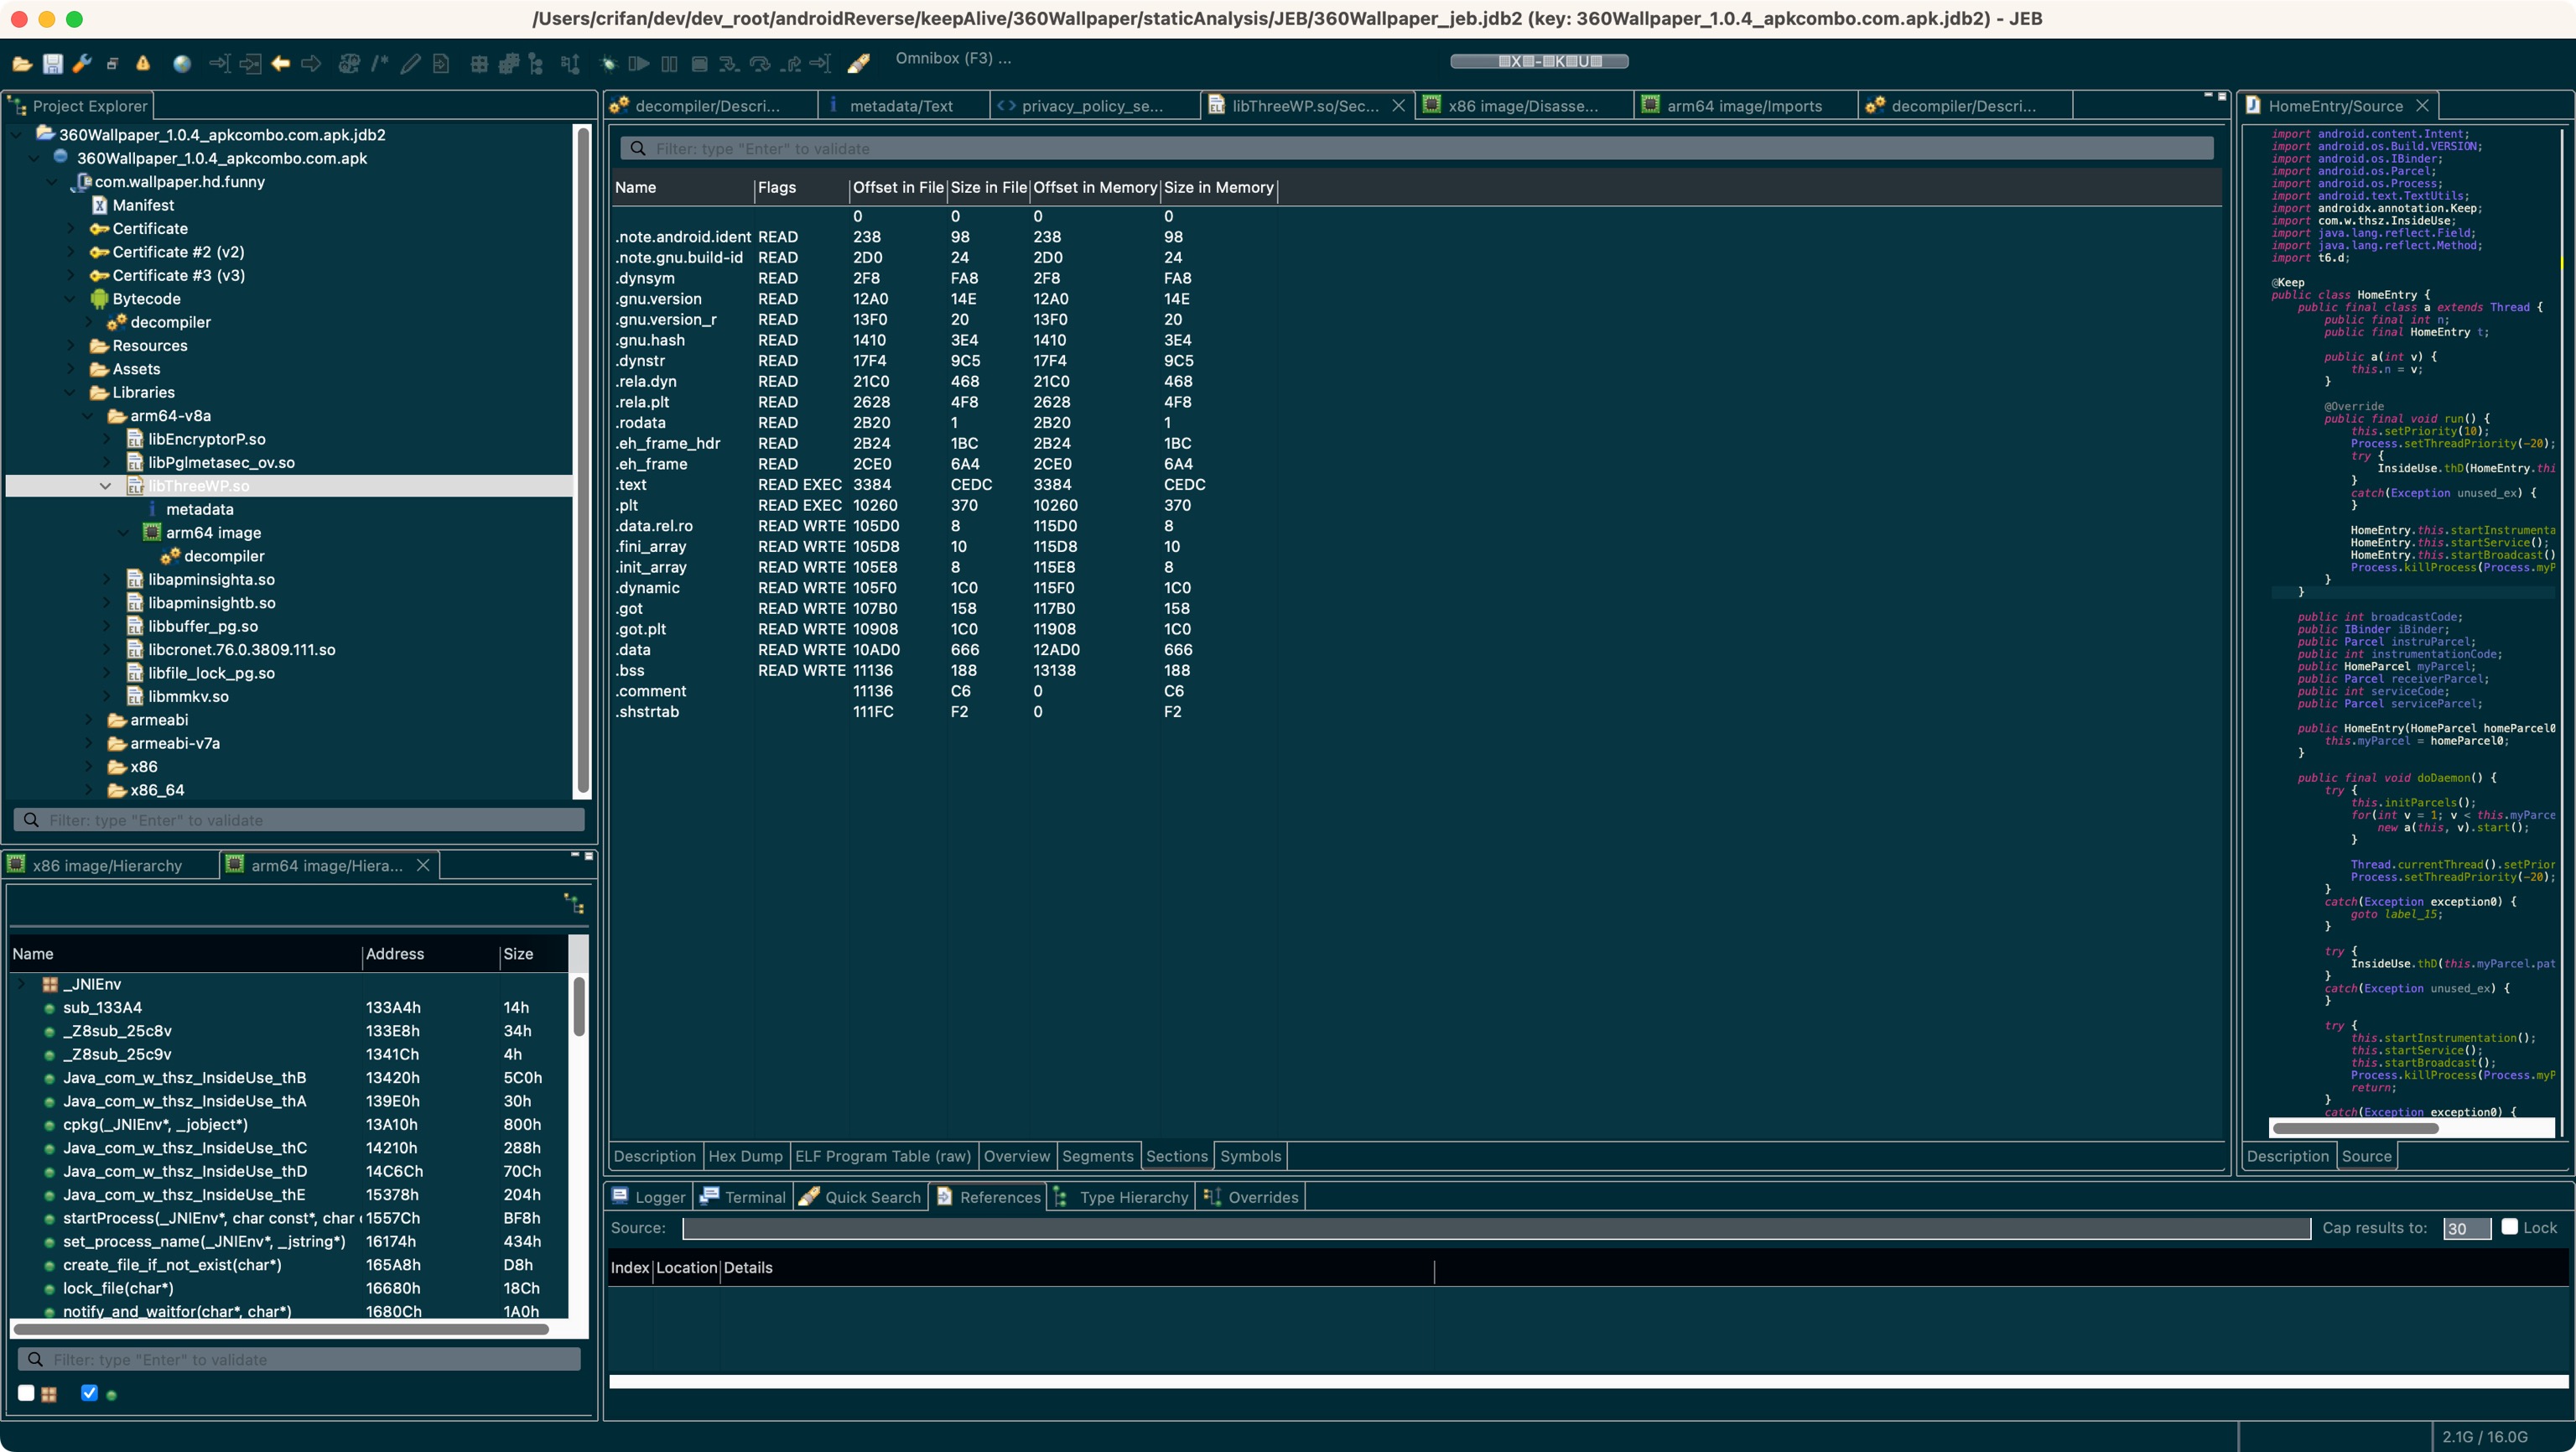 /Users/crifan/dev/dev_root/androidReverse/keepAlive/360Wallpaper/staticAnalysis/JEB/360Wallpaper_jeb.jdb2 (key: 360Wallpaper_1.0.4_apkcombo.com.apk.jdb2) - JEB
Omnibox (F3) ...
Project Explorer
360Wallpaper_1.0.4_apkcombo.com.apk.jdb2
360Wallpaper_1.0.4_apkcombo.com.apk
com.wallpaper.hd.funny
Manifest
Certificate
Certificate #2 (v2)
Certificate #3 (v3)
Bytecode
decompiler
Resources
Assets
Libraries
arm64-v8a
libEncryptorP.so
libPglmetasec_ov.so
libThreeWP.so
metadata
arm64 image
decompiler
libapminsighta.so
libapminsightb.so
libbuffer_pg.so
libcronet.76.0.3809.111.so
libfile_lock_pg.so
libmmkv.so
armeabi
armeabi-v7a
x86
x86_64
Filter: type "Enter" to validate
x86 image/Hierarchy arm64 image/Hiera...
Name Address Size
_JNIEnv
sub_133A4 133A4h 14h
_Z8sub_25c8v 133E8h 34h
_Z8sub_25c9v 1341Ch 4h
Java_com_w_thsz_InsideUse_thB 13420h 5C0h
Java_com_w_thsz_InsideUse_thA 139E0h 30h
cpkg(_JNIEnv*, _jobject*) 13A10h 800h
Java_com_w_thsz_InsideUse_thC 14210h 288h
Java_com_w_thsz_InsideUse_thD 14C6Ch 70Ch
Java_com_w_thsz_InsideUse_thE 15378h 204h
startProcess(_JNIEnv*, char const*, char 1557Ch BF8h
set_process_name(_JNIEnv*, _jstring*) 16174h 434h
create_file_if_not_exist(char*) 165A8h D8h
lock_file(char*) 16680h 18Ch
notify_and_waitfor(char*, char*) 1680Ch 1A0h
Filter: type "Enter" to validate
decompiler/Descri... metadata/Text privacy_policy_se... libThreeWP.so/Sec... x86 image/Disasse... arm64 image/Imports decompiler/Descri...
Filter: type "Enter" to validate
Name Flags Offset in File Size in File Offset in Memory Size in Memory
0 0 0 0
.note.android.ident READ 238 98 238 98
.note.gnu.build-id READ 2D0 24 2D0 24
.dynsym READ 2F8 FA8 2F8 FA8
.gnu.version READ 12A0 14E 12A0 14E
.gnu.version_r READ 13F0 20 13F0 20
.gnu.hash READ 1410 3E4 1410 3E4
.dynstr READ 17F4 9C5 17F4 9C5
.rela.dyn READ 21C0 468 21C0 468
.rela.plt READ 2628 4F8 2628 4F8
.rodata READ 2B20 1 2B20 1
.eh_frame_hdr READ 2B24 1BC 2B24 1BC
.eh_frame READ 2CE0 6A4 2CE0 6A4
.text READ EXEC 3384 CEDC 3384 CEDC
.plt READ EXEC 10260 370 10260 370
.data.rel.ro READ WRTE 105D0 8 115D0 8
.fini_array READ WRTE 105D8 10 115D8 10
.init_array READ WRTE 105E8 8 115E8 8
.dynamic READ WRTE 105F0 1C0 115F0 1C0
.got READ WRTE 107B0 158 117B0 158
.got.plt READ WRTE 10908 1C0 11908 1C0
.data READ WRTE 10AD0 666 12AD0 666
.bss READ WRTE 11136 188 13138 188
.comment 11136 C6 0 C6
.shstrtab 111FC F2 0 F2
Description Hex Dump ELF Program Table (raw) Overview Segments Sections Symbols
Logger Terminal Quick Search References Type Hierarchy Overrides
Source: Cap results to: 30 Lock
Index Location Details
HomeEntry/Source
import android.content.Intent;
import android.os.Build.VERSION;
import android.os.IBinder;
import android.os.Parcel;
import android.os.Process;
import android.text.TextUtils;
import androidx.annotation.Keep;
import com.w.thsz.InsideUse;
import java.lang.reflect.Field;
import java.lang.reflect.Method;
import t6.d;
@Keep
public class HomeEntry {
public final class a extends Thread {
public final int n;
public final HomeEntry t;
public a(int v) {
this.n = v;
}
@Override
public final void run() {
this.setPriority(10);
Process.setThreadPriority(-20);
try {
InsideUse.thD(HomeEntry.thi
}
catch(Exception unused_ex) {
}
HomeEntry.this.startInstrumenta
HomeEntry.this.startService();
HomeEntry.this.startBroadcast()
Process.killProcess(Process.myP
}
}
public int broadcastCode;
public IBinder iBinder;
public Parcel instruParcel;
public int instrumentationCode;
public HomeParcel myParcel;
public Parcel receiverParcel;
public int serviceCode;
public Parcel serviceParcel;
public HomeEntry(HomeParcel homeParcel0
this.myParcel = homeParcel0;
}
public final void doDaemon() {
try {
this.initParcels();
for(int v = 1; v < this.myParce
new a(this, v).start();
}
Thread.currentThread().setPrior
Process.setThreadPriority(-20);
}
catch(Exception exception0) {
goto label_15;
}
try {
InsideUse.thD(this.myParcel.pat
}
catch(Exception unused_ex) {
}
try {
this.startInstrumentation();
this.startService();
this.startBroadcast();
Process.killProcess(Process.myP
return;
}
catch(Exception exception0) {
Description Source
2.1G / 16.0G